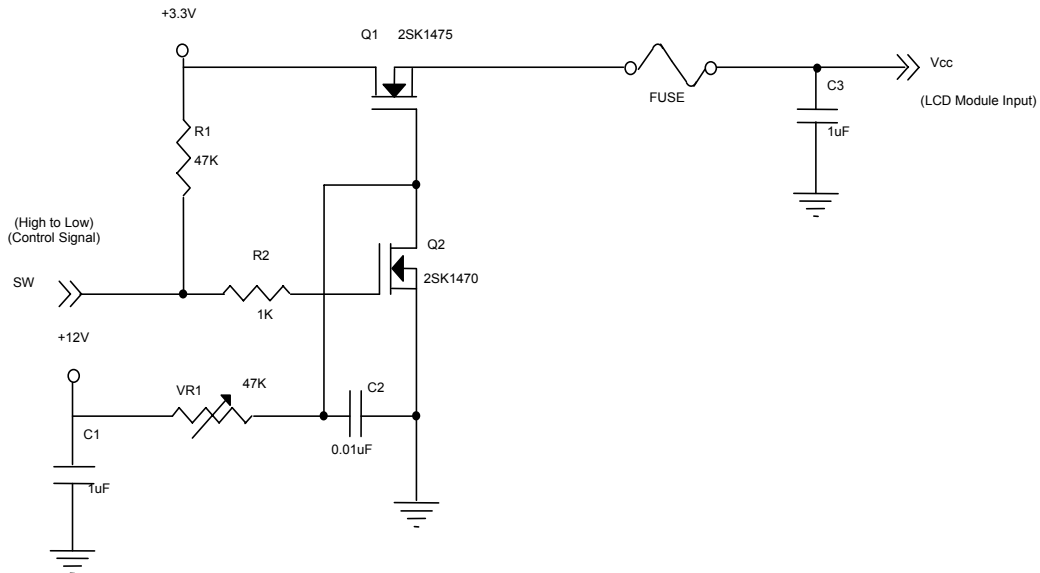 +3.3V
Q1 2SK1475
Vcc
C3
FUSE
(LCD Module Input)
R1
1uF
47K
(High to Low)
(Control Signal)
R2
Q2
2SK1470
SW
1K
+12V
VR1
47K
C2
C1
0.01uF
1uF